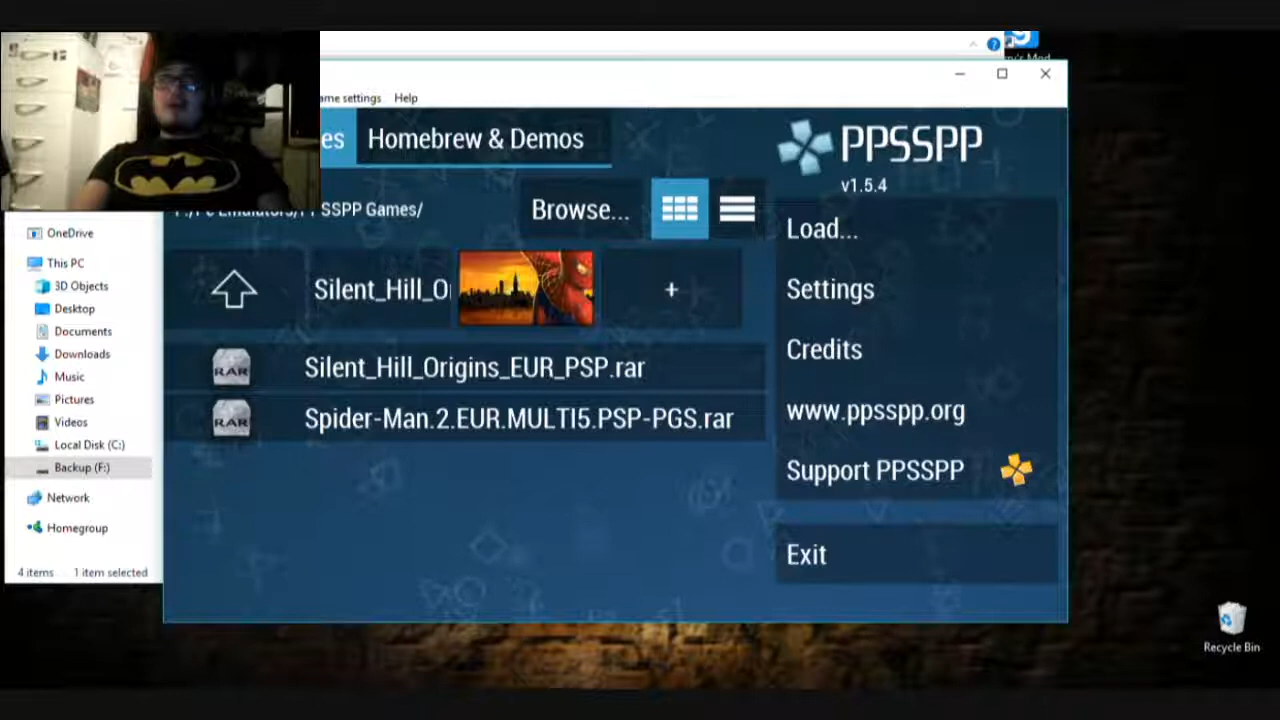 ame settings Help
es Homebrew & Demos
PPSSPP
v1.5.4
SSPP Games/
Browse...
Load...
Settings
Credits
www.ppsspp.org
Support PPSSPP
Exit
Silent_Hill_O
+
RAR Silent_Hill_Origins_EUR_PSP.rar
RAR Spider-Man.2.EUR.MULTI5.PSP-PGS.rar
OneDrive
This PC
3D Objects
Desktop
Documents
Downloads
Music
Pictures
Videos
Local Disk (C:)
Backup (F:)
Network
Homegroup
4 items 1 item selected
Recycle Bin